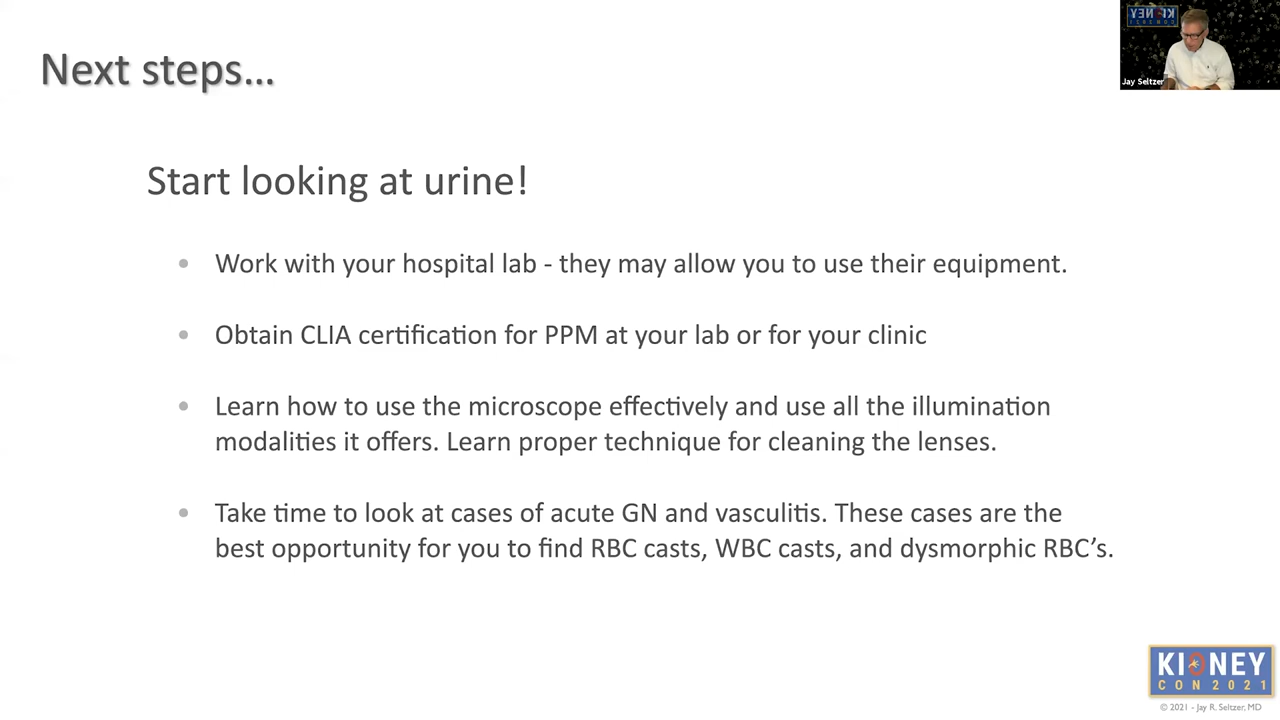 Next steps...
KIDNEY
CON 2021
Jay Seltzer
Start looking at urine!
• Work with your hospital lab - they may allow you to use their equipment.
• Obtain CLIA certification for PPM at your lab or for your clinic
• Learn how to use the microscope effectively and use all the illumination
modalities it offers. Learn proper technique for cleaning the lenses.
• Take time to look at cases of acute GN and vasculitis. These cases are the
best opportunity for you to find RBC casts, WBC casts, and dysmorphic RBC’s.
KIDNEY
CON 2021
© 2021 - Jay R. Seltzer, MD